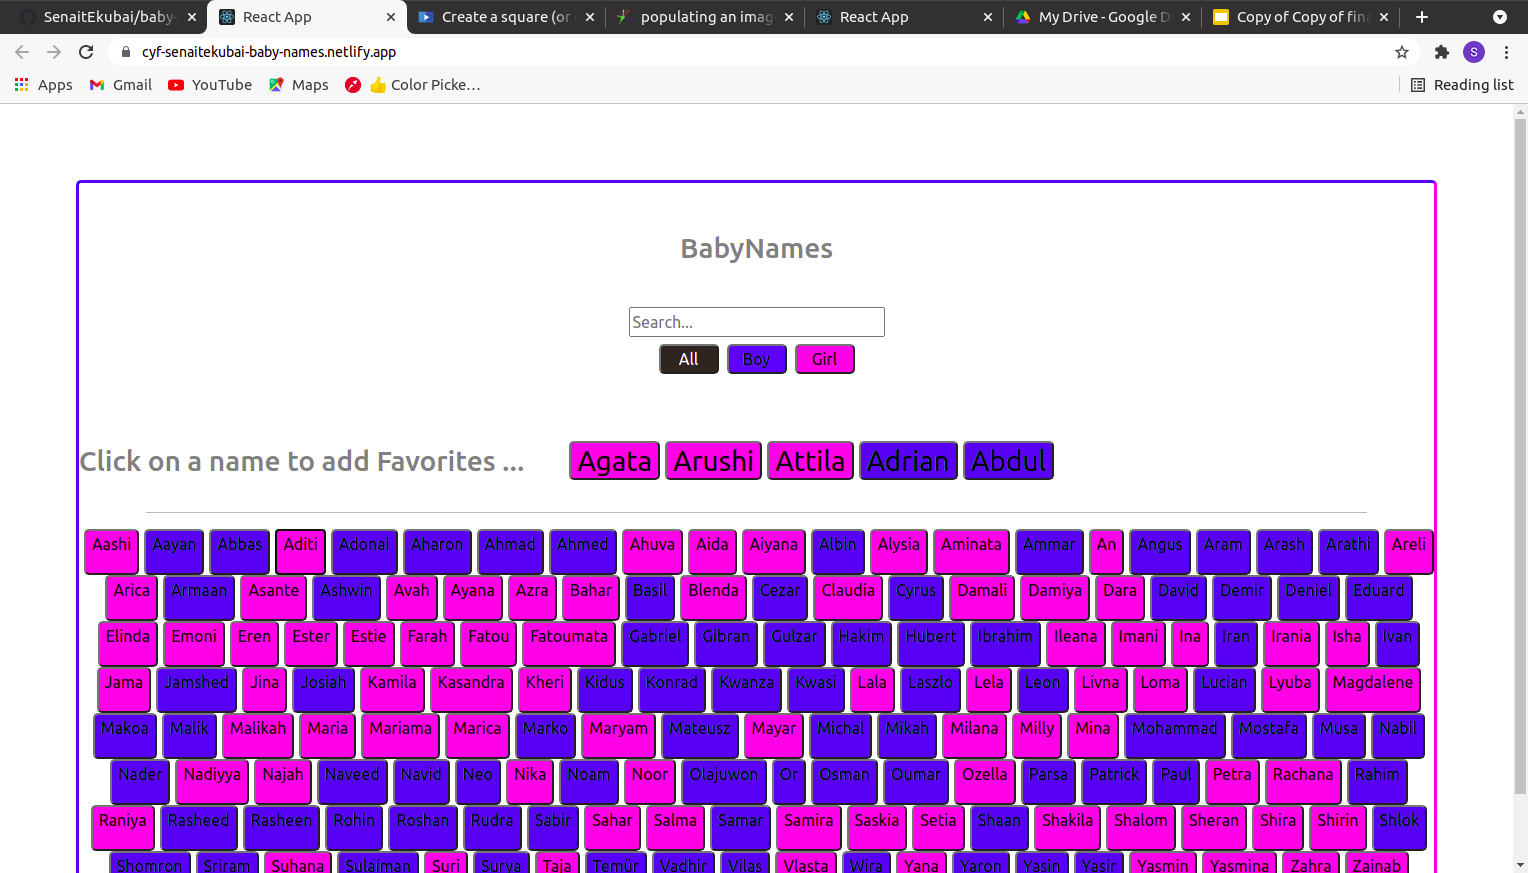 SenaitEkubai/baby- React App Create a square (or populating an imag React App My Drive - Google D Copy of Copy of fina
cyf-senaitekubai-baby-names.netlify.app S
Apps Gmail YouTube Maps Color Picke... Reading list
BabyNames
Search...
All Boy Girl
Click on a name to add Favorites ... Agata Arushi Attila Adrian Abdul
Aashi Aayan Abbas Aditi Adonai Aharon Ahmad Ahmed Ahuva Aida Aiyana Albin Alysia Aminata Ammar An Angus Aram Arash Arathi Areli
Arica Armaan Asante Ashwin Avah Ayana Azra Bahar Basil Blenda Cezar Claudia Cyrus Damali Damiya Dara David Demir Deniel Eduard
Elinda Emoni Eren Ester Estie Farah Fatou Fatoumata Gabriel Gibran Gulzar Hakim Hubert Ibrahim Ileana Imani Ina Iran Irania Isha Ivan
Jama Jamshed Jina Josiah Kamila Kasandra Kheri Kidus Konrad Kwanza Kwasi Lala Laszlo Lela Leon Livna Loma Lucian Lyuba Magdalene
Makoa Malik Malikah Maria Mariama Marica Marko Maryam Mateusz Mayar Michal Mikah Milana Milly Mina Mohammad Mostafa Musa Nabil
Nader Nadiyya Najah Naveed Navid Neo Nika Noam Noor Olajuwon Or Osman Oumar Ozella Parsa Patrick Paul Petra Rachana Rahim
Raniya Rasheed Rasheen Rohin Roshan Rudra Sabir Sahar Salma Samar Samira Saskia Setia Shaan Shakila Shalom Sheran Shira Shirin Shlok
Shomron Sriram Suhana Sulaiman Suri Surya Taja Temür Vadhir Vilas Vlasta Wira Yana Yaron Yasin Yasir Yasmin Yasmina Zahra Zainab